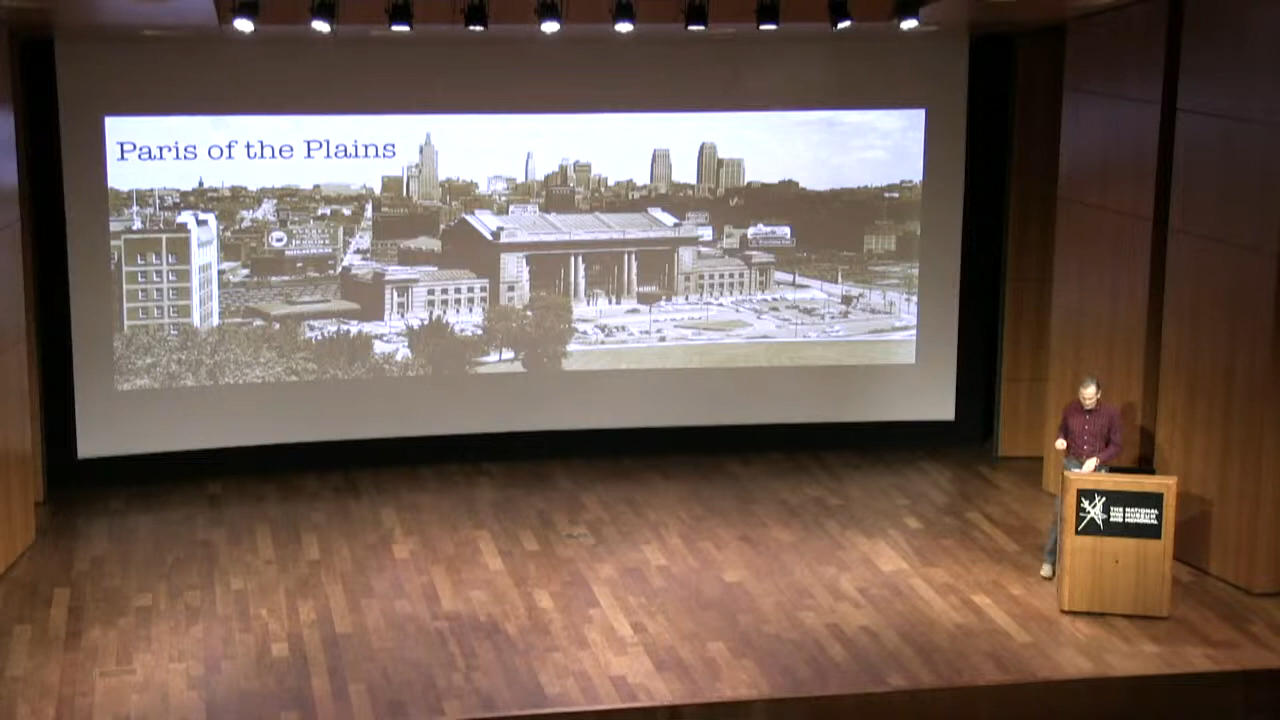 Paris of the Plains
THE NATIONAL
WWI MUSEUM
AND MEMORIAL